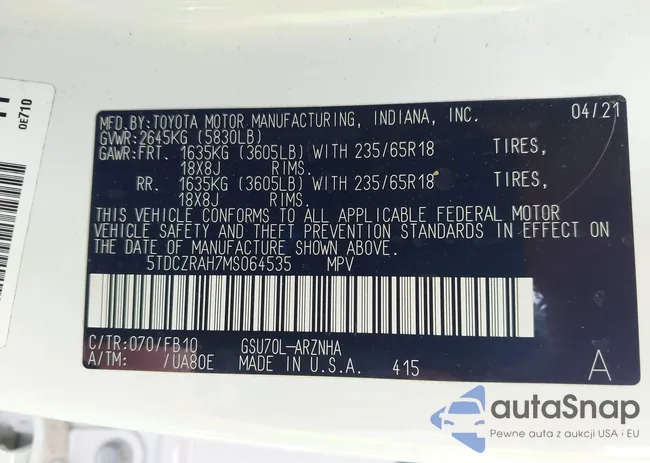 0E710
MFD.BY:TOYOTA MOTOR MANUFACTURING, INDIANA, INC. 04/21
GVWR:2645KG (5830LB)
GAWR:FRT. 1635KG (3605LB) WITH 235/65R18 TIRES,
18X8J RIMS.
RR. 1635KG (3605LB) WITH 235/65R18 TIRES,
18X8J RIMS.
THIS VEHICLE CONFORMS TO ALL APPLICABLE FEDERAL MOTOR
VEHICLE SAFETY AND THEFT PREVENTION STANDARDS IN EFFECT ON
THE DATE OF MANUFACTURE SHOWN ABOVE.
5TDCZRAH7MS064535 MPV
C/TR:070/FB10 GSU70L-ARZNHA
A/TM: /UA80E MADE IN U.S.A. 415 A
autaSnap
Pewne auta z aukcji USA i EU